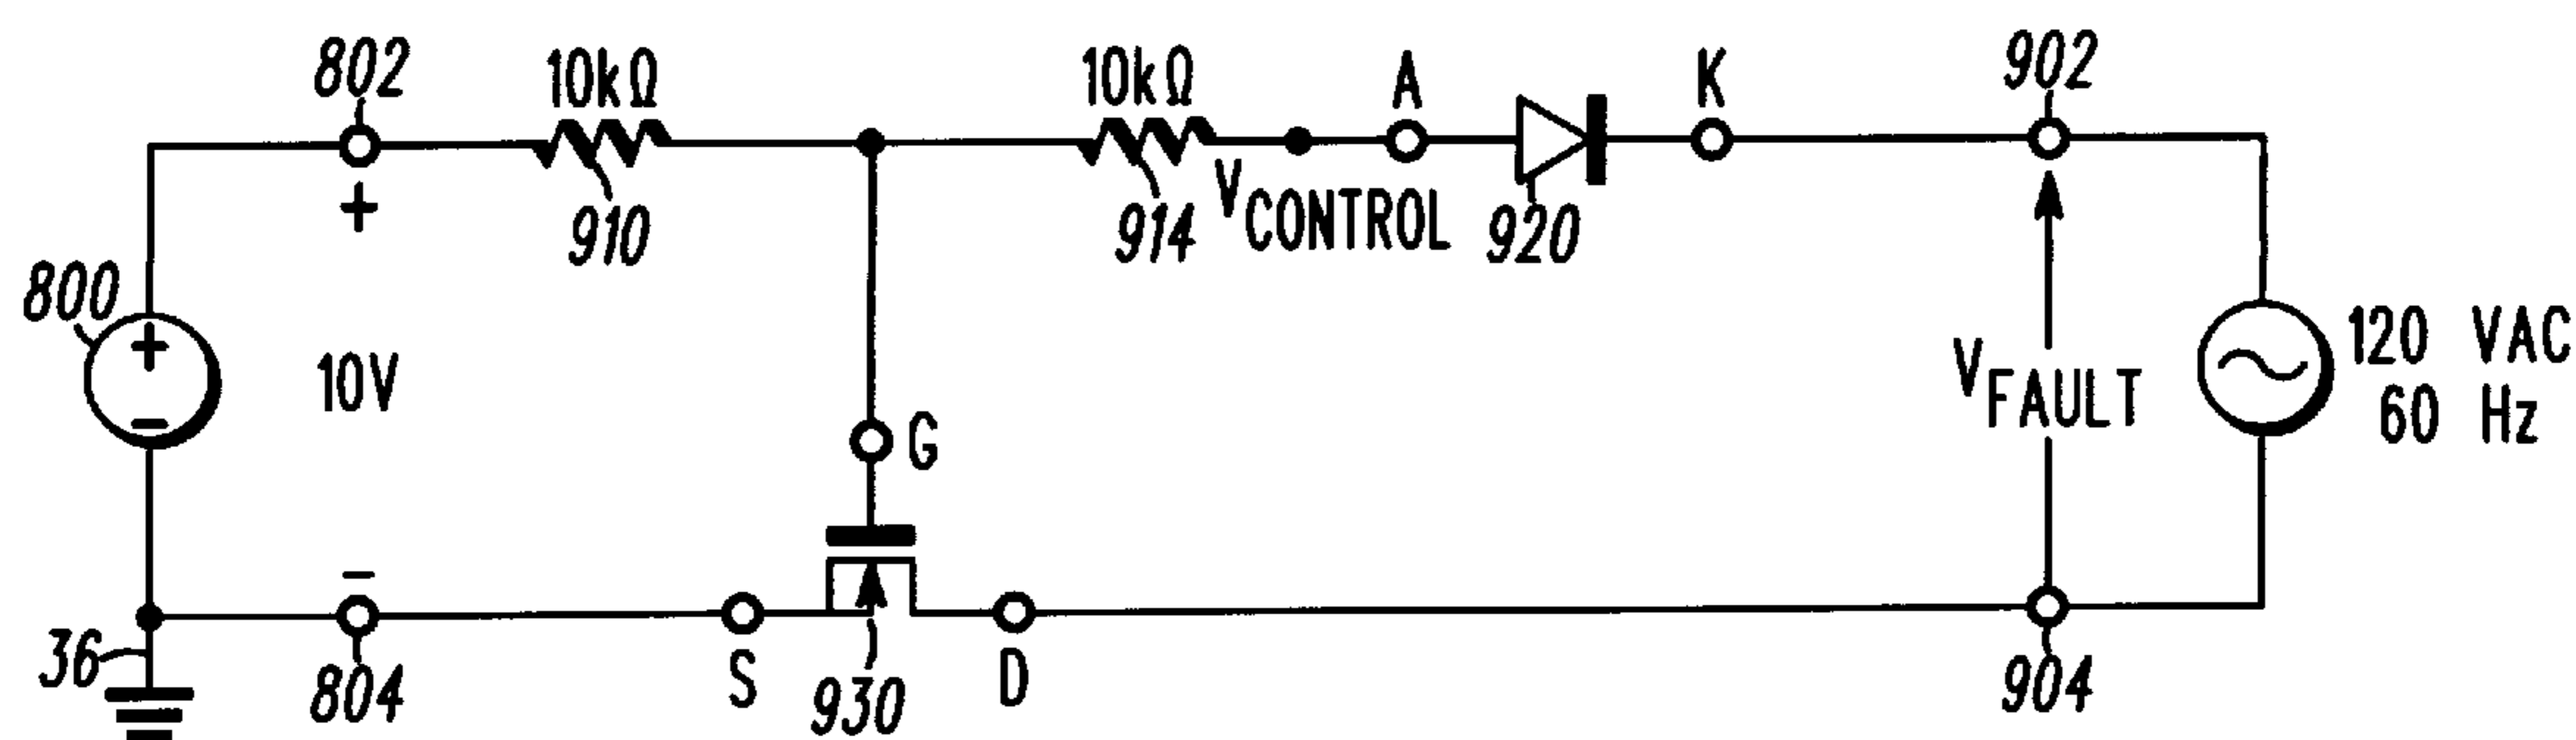 802
10kΩ
10kΩ
A
K
902
+
910
914
VCONTROL
920
800
+
−
10V
G
VFAULT
120 VAC
60 Hz
−
36
804
S
930
D
904